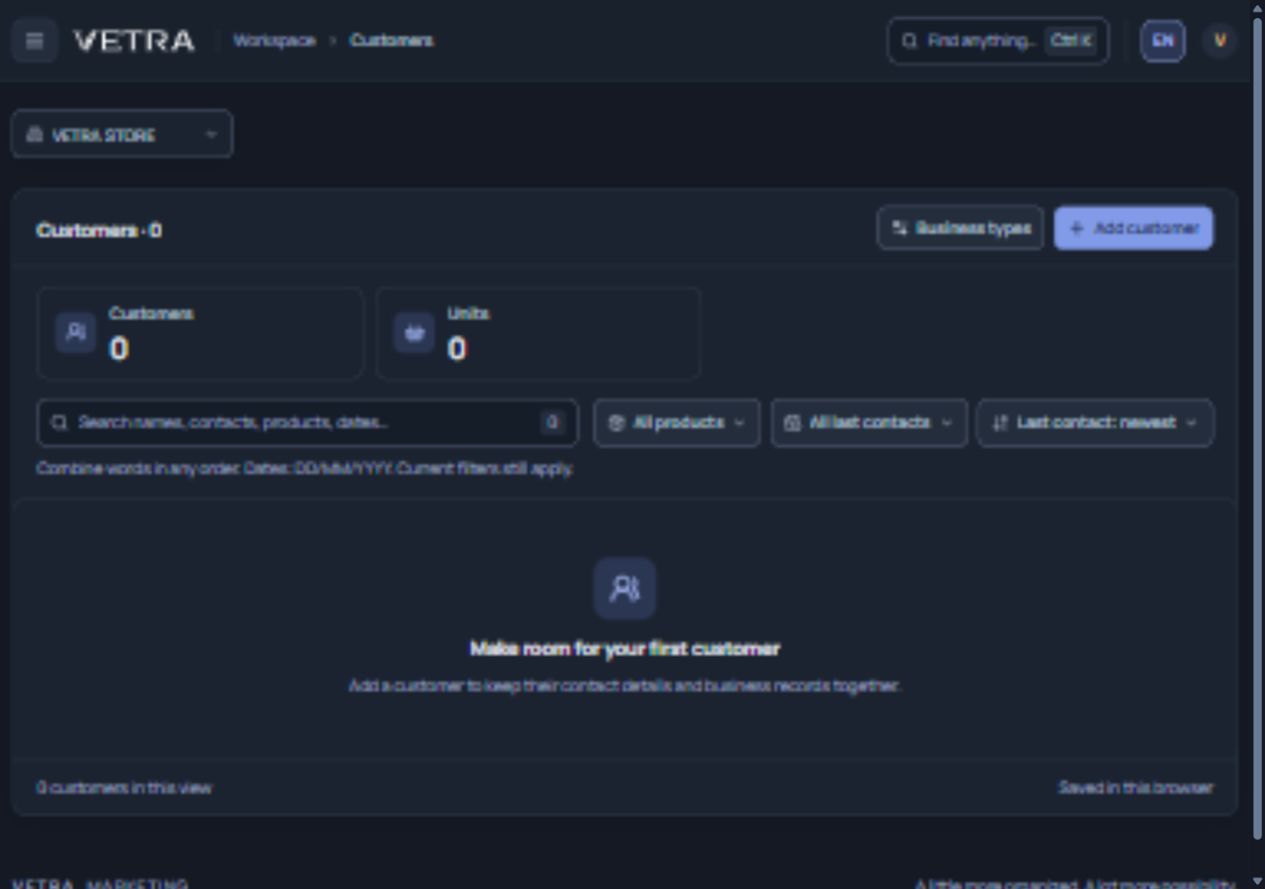 VETRA Workspace › Customers Find anything... Ctrl K EN V
VETRA STORE
Customers · 0 Business types + Add customer
Customers
0
Units
0
Search names, contacts, products, dates... 0 All products All last contacts Last contact: newest
Combine words in any order. Dates: DD/MM/YYYY. Current filters still apply.
Make room for your first customer
Add a customer to keep their contact details and business records together.
0 customers in this view Saved in this browser
VETRA MARKETING A little more organized. A lot more possibility.